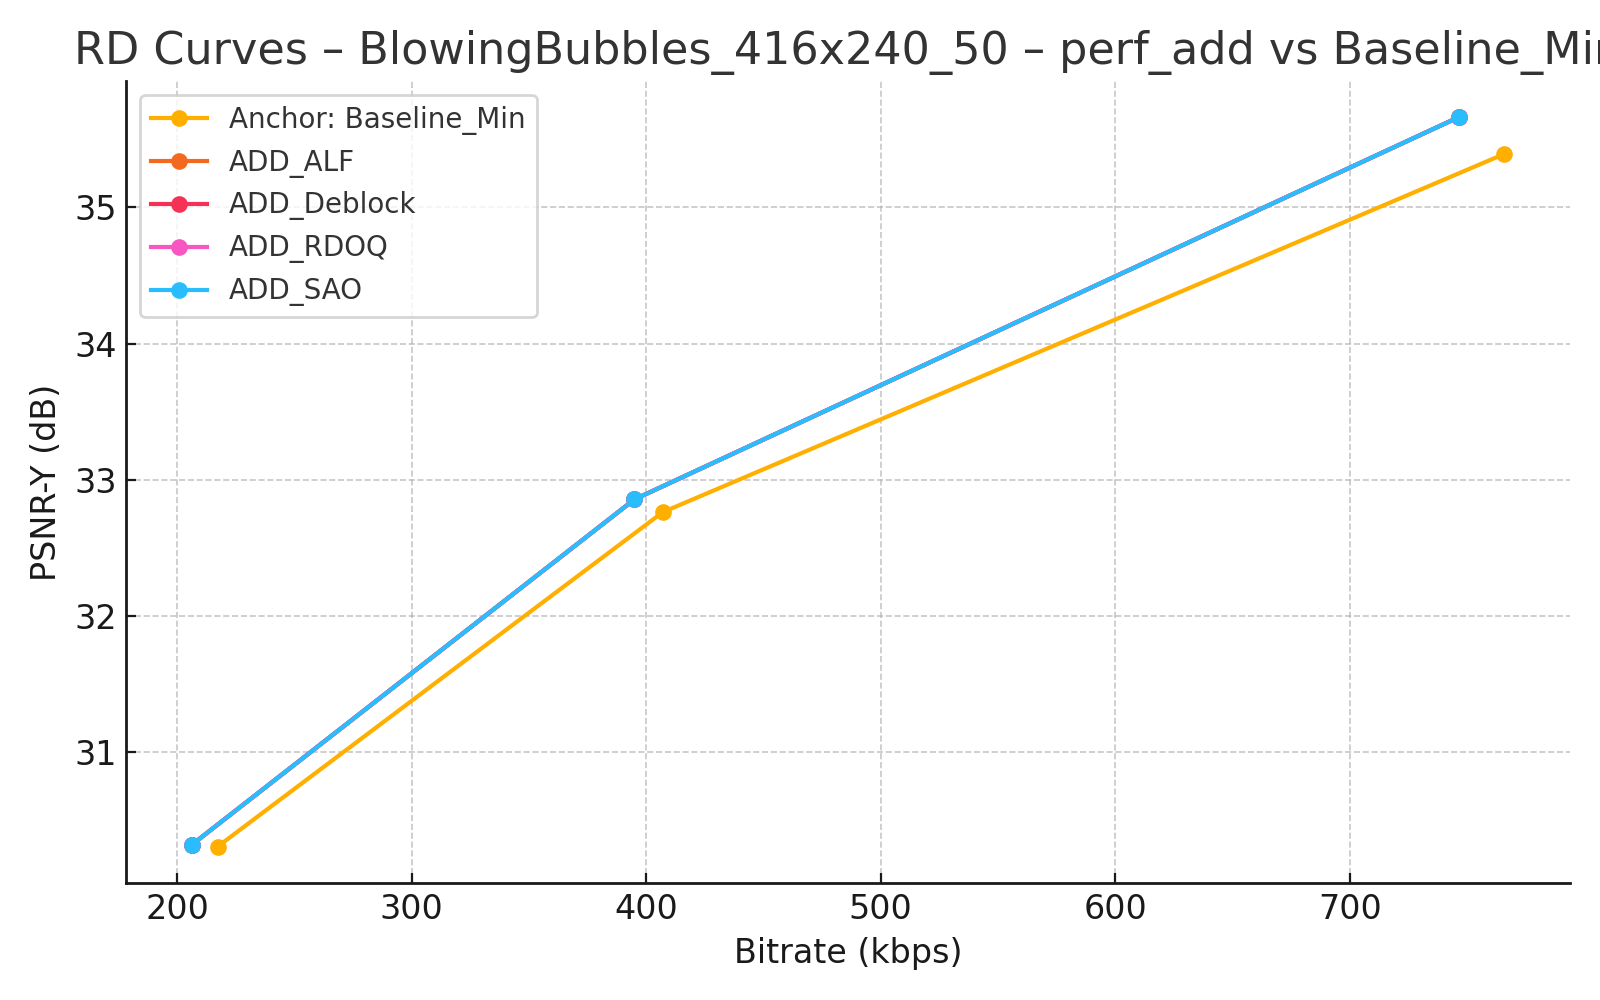 RD Curves – BlowingBubbles_416x240_50 – perf_add vs Baseline_Min
Anchor: Baseline_Min
ADD_ALF
ADD_Deblock
ADD_RDOQ
ADD_SAO
PSNR-Y (dB)
35
34
33
32
31
200 300 400 500 600 700
Bitrate (kbps)